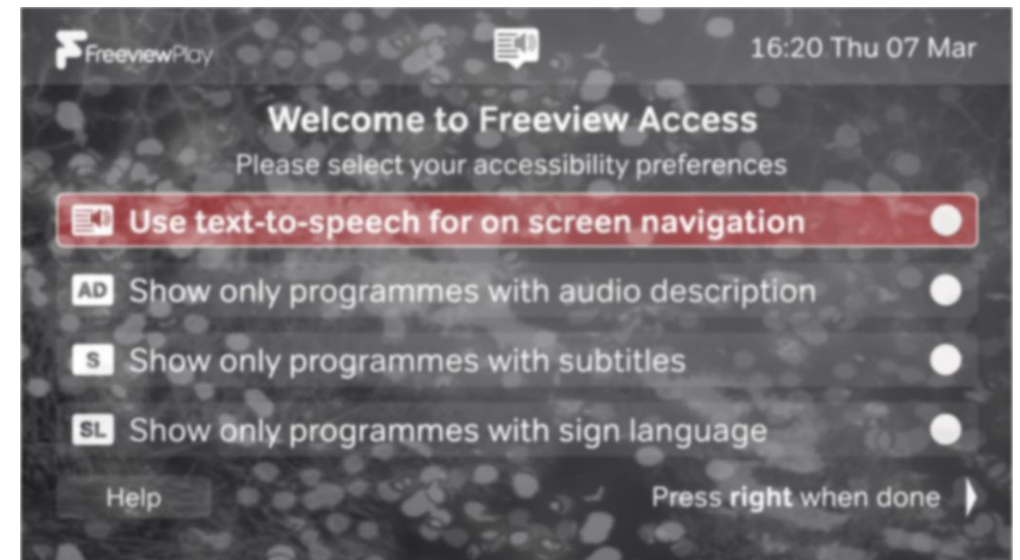 FreeviewPlay
16:20 Thu 07 Mar
Welcome to Freeview Access
Please select your accessibility preferences
Use text-to-speech for on screen navigation
AD Show only programmes with audio description
S Show only programmes with subtitles
SL Show only programmes with sign language
Help
Press right when done